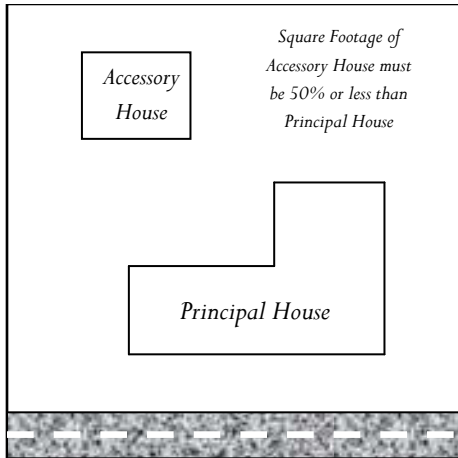 Accessory
House
Square Footage of
Accessory House must
be 50% or less than
Principal House
Principal House